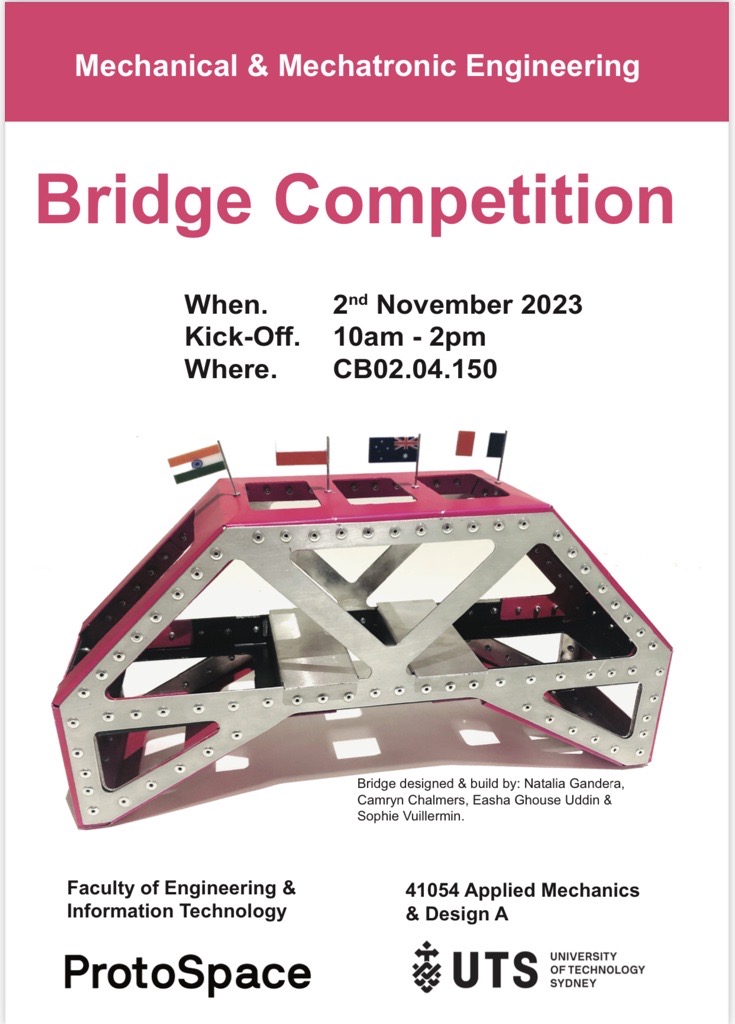 Mechanical & Mechatronic Engineering
Bridge Competition
When. 2nd November 2023
Kick-Off. 10am - 2pm
Where. CB02.04.150
Bridge designed & build by: Natalia Gandera,
Camryn Chalmers, Easha Ghouse Uddin &
Sophie Vuillermin.
Faculty of Engineering &
Information Technology
41054 Applied Mechanics
& Design A
ProtoSpace
UTS
UNIVERSITY
OF TECHNOLOGY
SYDNEY